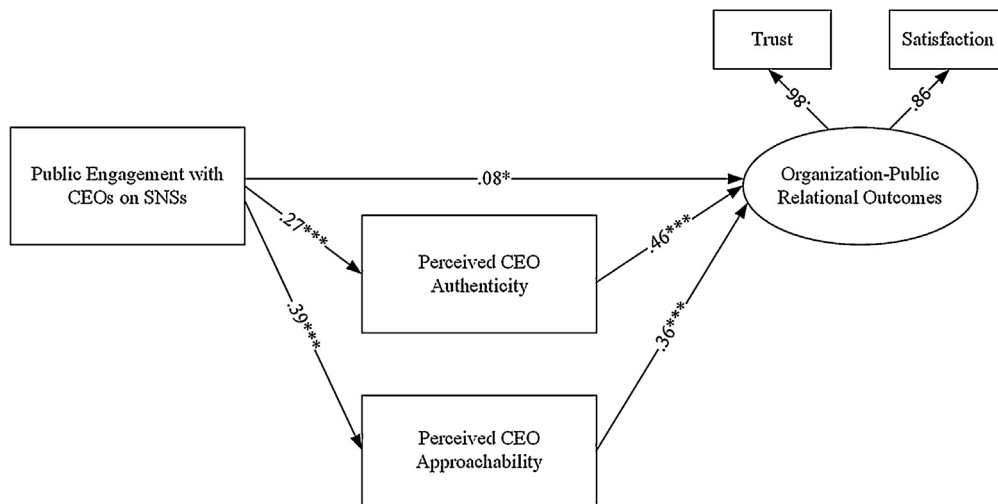 Trust
Satisfaction
.86
Public Engagement with
CEOs on SNSs
.08*
Organization-Public
Relational Outcomes
.27***
.46***
Perceived CEO
Authenticity
.39***
.36***
Perceived CEO
Approachability